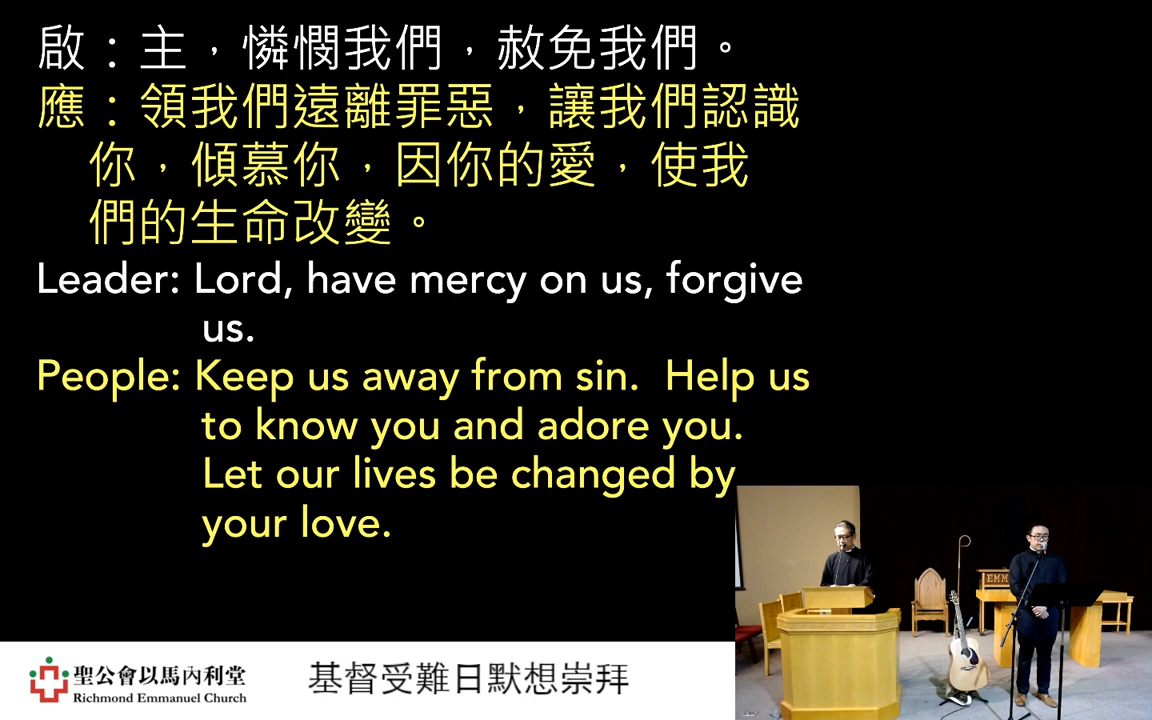 啟：主，憐憫我們，赦免我們。
應：領我們遠離罪惡，讓我們認識
你，傾慕你，因你的愛，使我
們的生命改變。
Leader: Lord, have mercy on us, forgive
us.
People: Keep us away from sin.  Help us
to know you and adore you.
Let our lives be changed by
your love.
聖公會以馬內利堂
Richmond Emmanuel Church
基督受難日默想崇拜